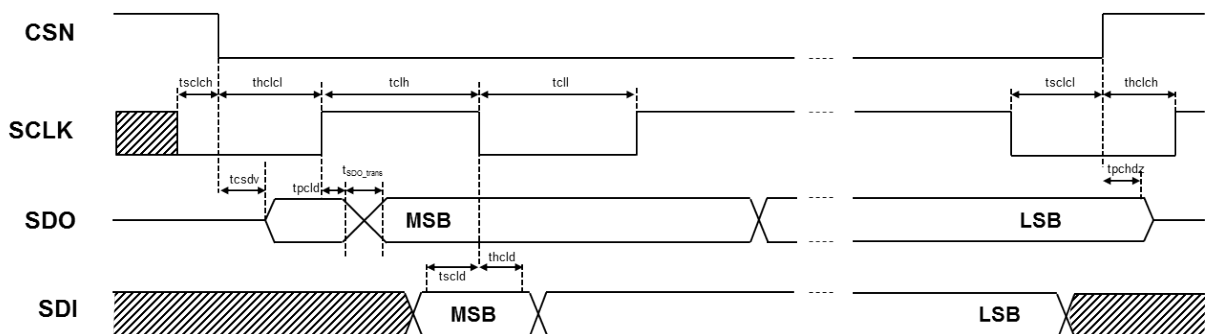 CSN
tsclch thclcl tclh tcll tsclcl thclch
SCLK
tcsdv tpcld tSDO_trans tpchdz
SDO MSB LSB
tscld thcld
SDI MSB LSB